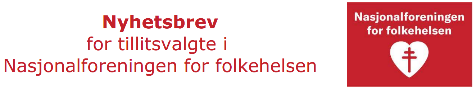 Nyhetsbrev
for tillitsvalgte i
Nasjonalforeningen for folkehelsen
Nasjonalforeningen
for folkehelsen